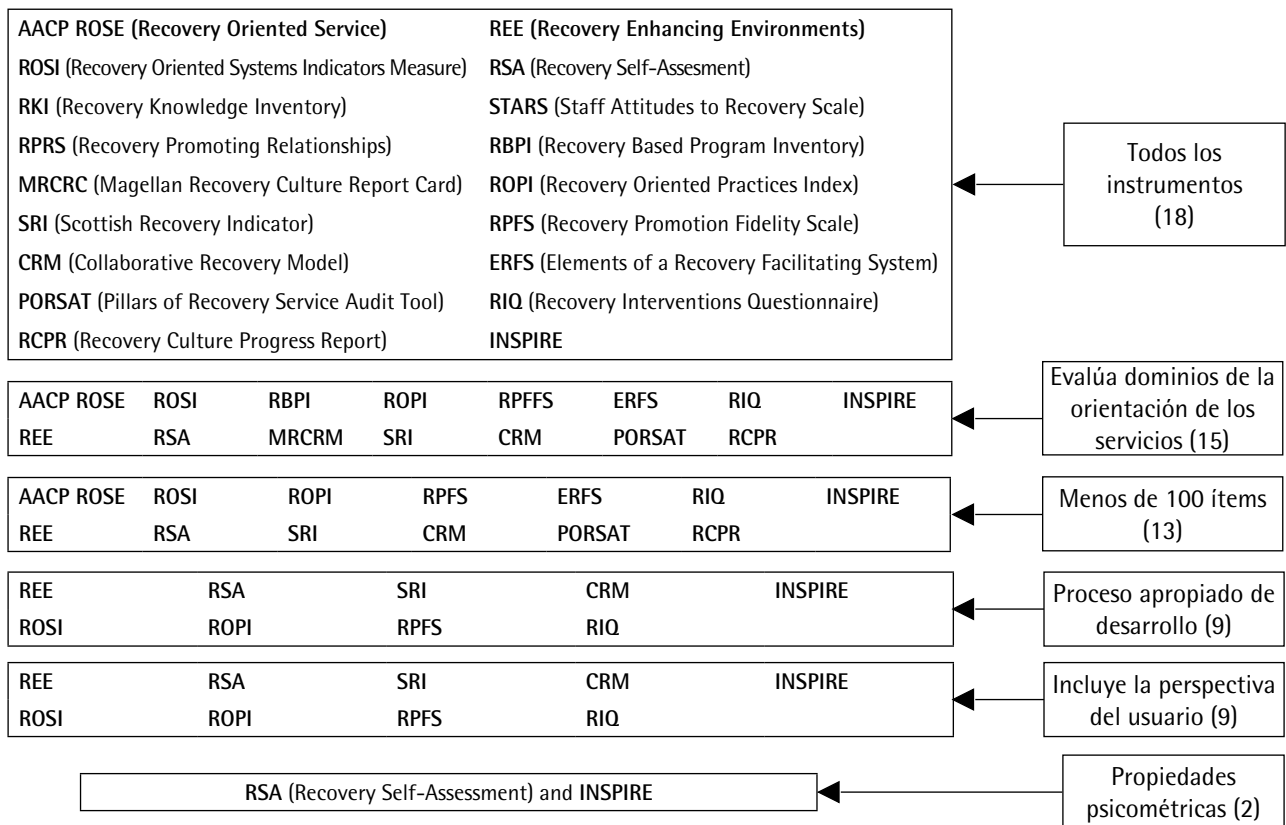 AACP ROSE (Recovery Oriented Service) REE (Recovery Enhancing Environments)
ROSI (Recovery Oriented Systems Indicators Measure) RSA (Recovery Self-Assesment)
RKI (Recovery Knowledge Inventory) STARS (Staff Attitudes to Recovery Scale)
RPRS (Recovery Promoting Relationships) RBPI (Recovery Based Program Inventory)
MRCRC (Magellan Recovery Culture Report Card) ROPI (Recovery Oriented Practices Index)
SRI (Scottish Recovery Indicator) RPFS (Recovery Promotion Fidelity Scale)
CRM (Collaborative Recovery Model) ERFS (Elements of a Recovery Facilitating System)
PORSAT (Pillars of Recovery Service Audit Tool) RIQ (Recovery Interventions Questionnaire)
RCPR (Recovery Culture Progress Report) INSPIRE
Todos los
instrumentos
(18)
AACP ROSE ROSI RBPI ROPI RPFFS ERFS RIQ INSPIRE
REE RSA MRCRM SRI CRM PORSAT RCPR
Evalúa dominios de la
orientación de los
servicios (15)
AACP ROSE ROSI ROPI RPFS ERFS RIQ INSPIRE
REE RSA SRI CRM PORSAT RCPR
Menos de 100 ítems
(13)
REE RSA SRI CRM INSPIRE
ROSI ROPI RPFS RIQ
Proceso apropiado de
desarrollo (9)
REE RSA SRI CRM INSPIRE
ROSI ROPI RPFS RIQ
Incluye la perspectiva
del usuario (9)
RSA (Recovery Self-Assessment) and INSPIRE
Propiedades
psicométricas (2)